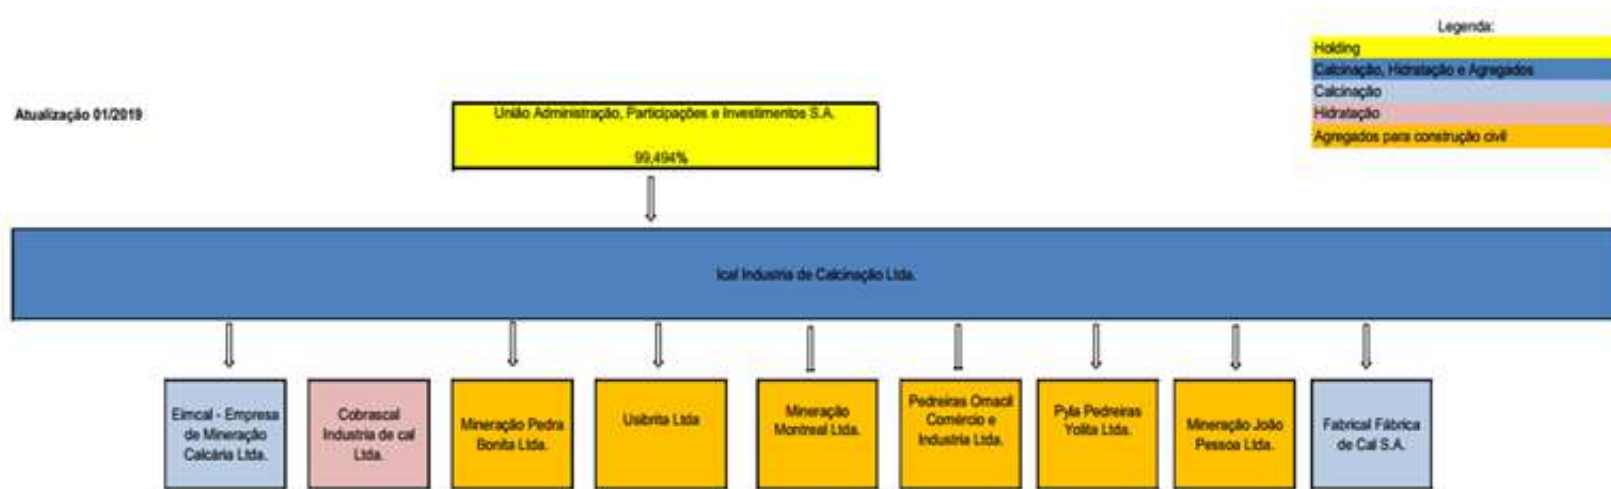 Legenda:
Holding
Calcinação, Hidratação e Agregados
Calcinação
Hidratação
Agregados para construção civil
Atualização 01/2019
União Administração, Participações e Investimentos S.A.
99,494%
Ical Industria de Calcinação Ltda.
Eimcal - Empresa
de Mineração
Calcária Ltda.
Cobrascal
Industria de cal
Ltda.
Mineração Pedra
Bonita Ltda.
Usibrita Ltda
Mineração
Montreal Ltda.
Pedreiras Omacil
Comércio e
Industria Ltda.
Pyla Pedreiras
Yolita Ltda.
Mineração João
Pessoa Ltda.
Fabrical Fábrica
de Cal S.A.